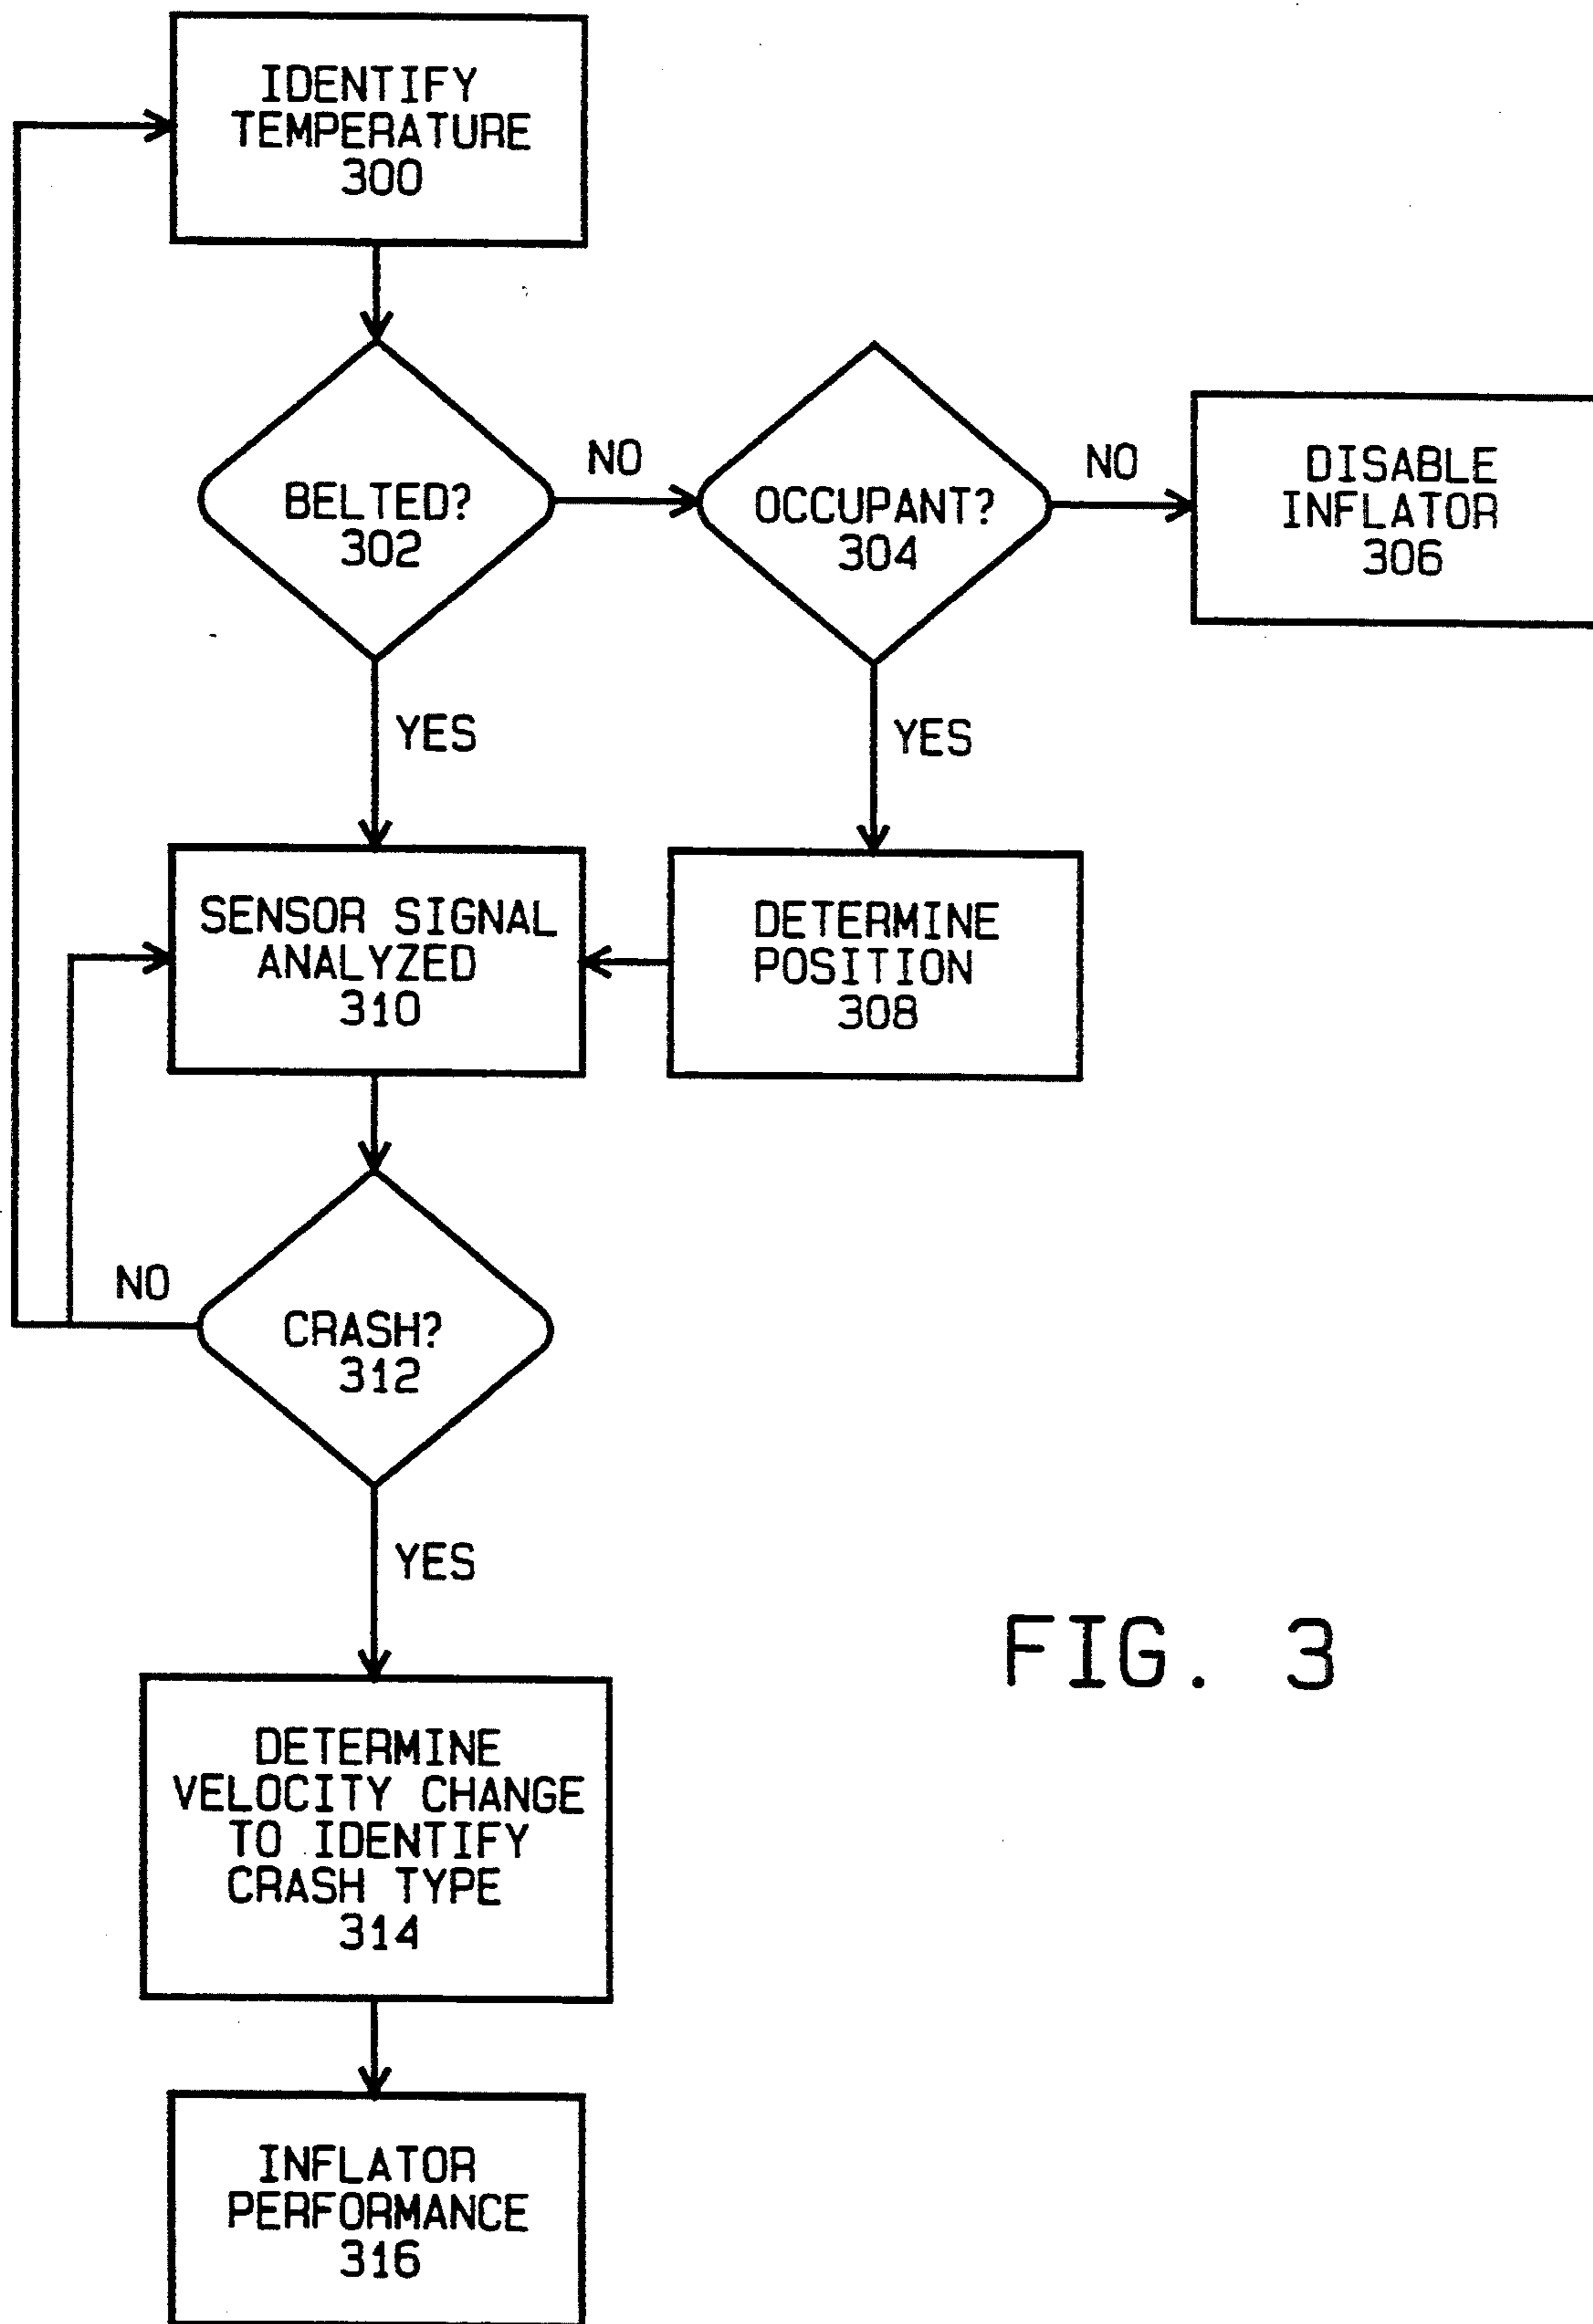 IDENTIFY
TEMPERATURE
300
BELTED?
302
NO
OCCUPANT?
304
NO
DISABLE
INFLATOR
306
YES
YES
SENSOR SIGNAL
ANALYZED
310
DETERMINE
POSITION
308
NO
CRASH?
312
YES
DETERMINE
VELOCITY CHANGE
TO IDENTIFY
CRASH TYPE
314
INFLATOR
PERFORMANCE
316
FIG. 3